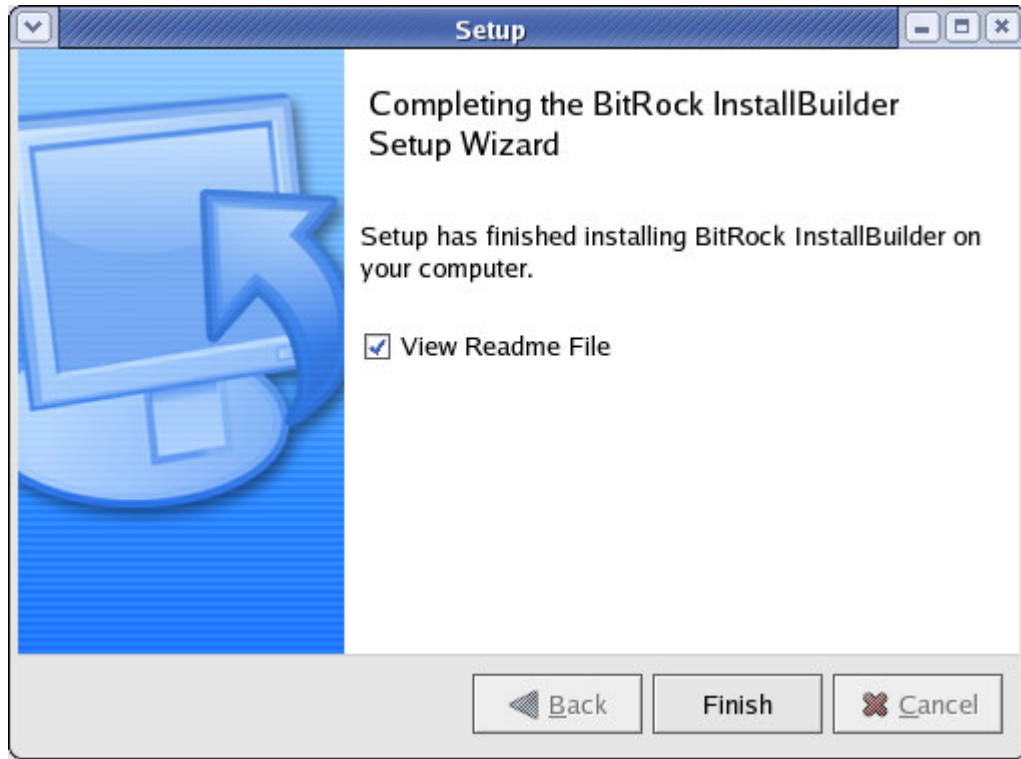 Setup
Completing the BitRock InstallBuilder
Setup Wizard
Setup has finished installing BitRock InstallBuilder on
your computer.
View Readme File
Back
Finish
Cancel